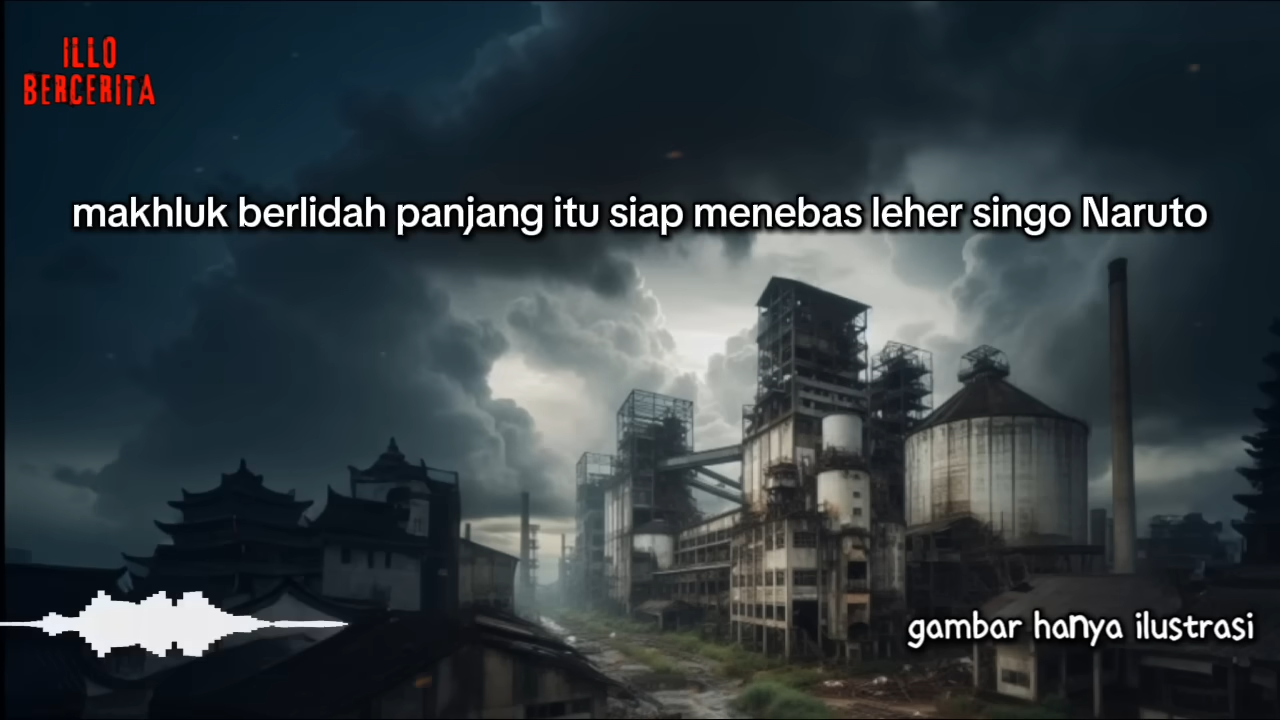 ILLO
BERCERITA
makhluk berlidah panjang itu siap menebas leher singo Naruto
gambar hanya ilustrasi